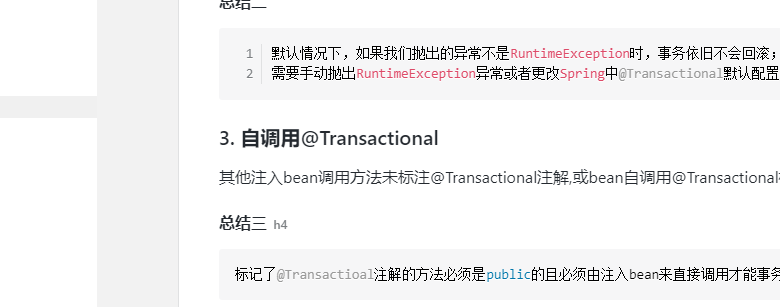 总结二
1 默认情况下，如果我们抛出的异常不是RuntimeException时，事务依旧不会回滚；
2 需要手动抛出RuntimeException异常或者更改Spring中@Transactional默认配置
3. 自调用@Transactional
其他注入bean调用方法未标注@Transactional注解,或bean自调用@Transactional
总结三 h4
标记了@Transactioal注解的方法必须是public的且必须由注入bean来直接调用才能事务